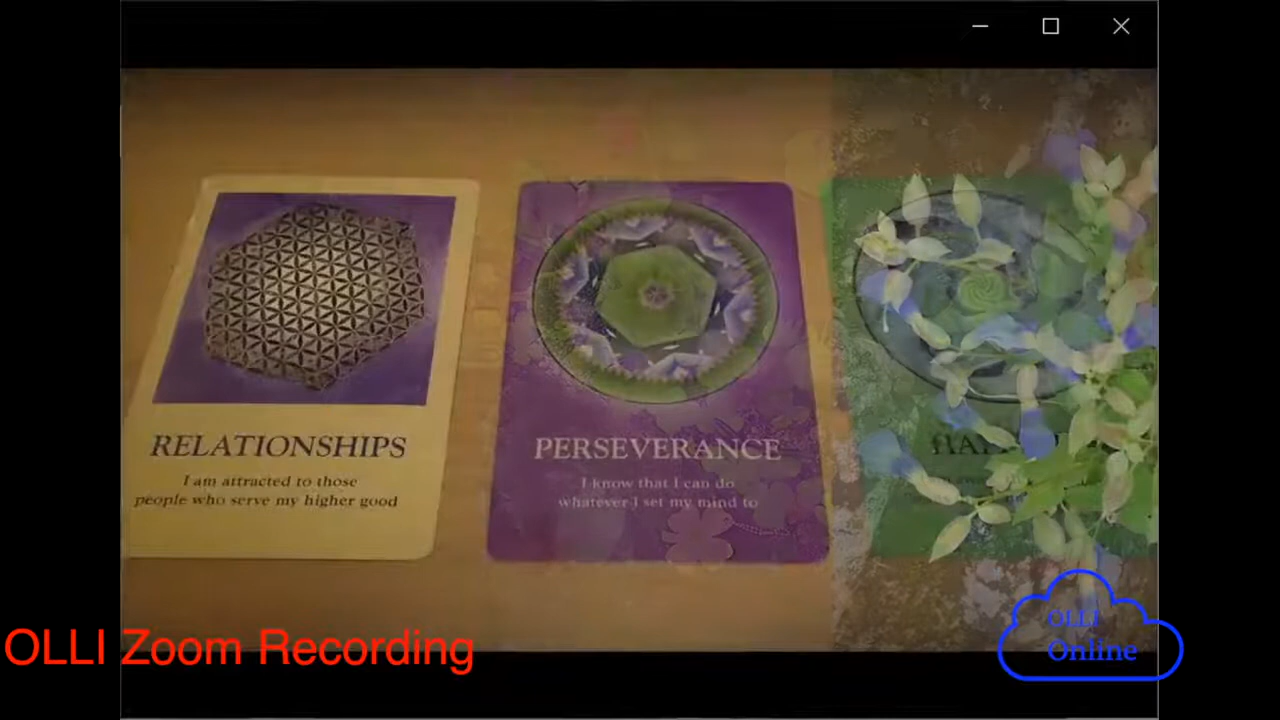 RELATIONSHIPS
I am attracted to those
people who serve my higher good
PERSEVERANCE
I know that I can do
whatever I set my mind to
OLLI Zoom Recording
OLLI
Online